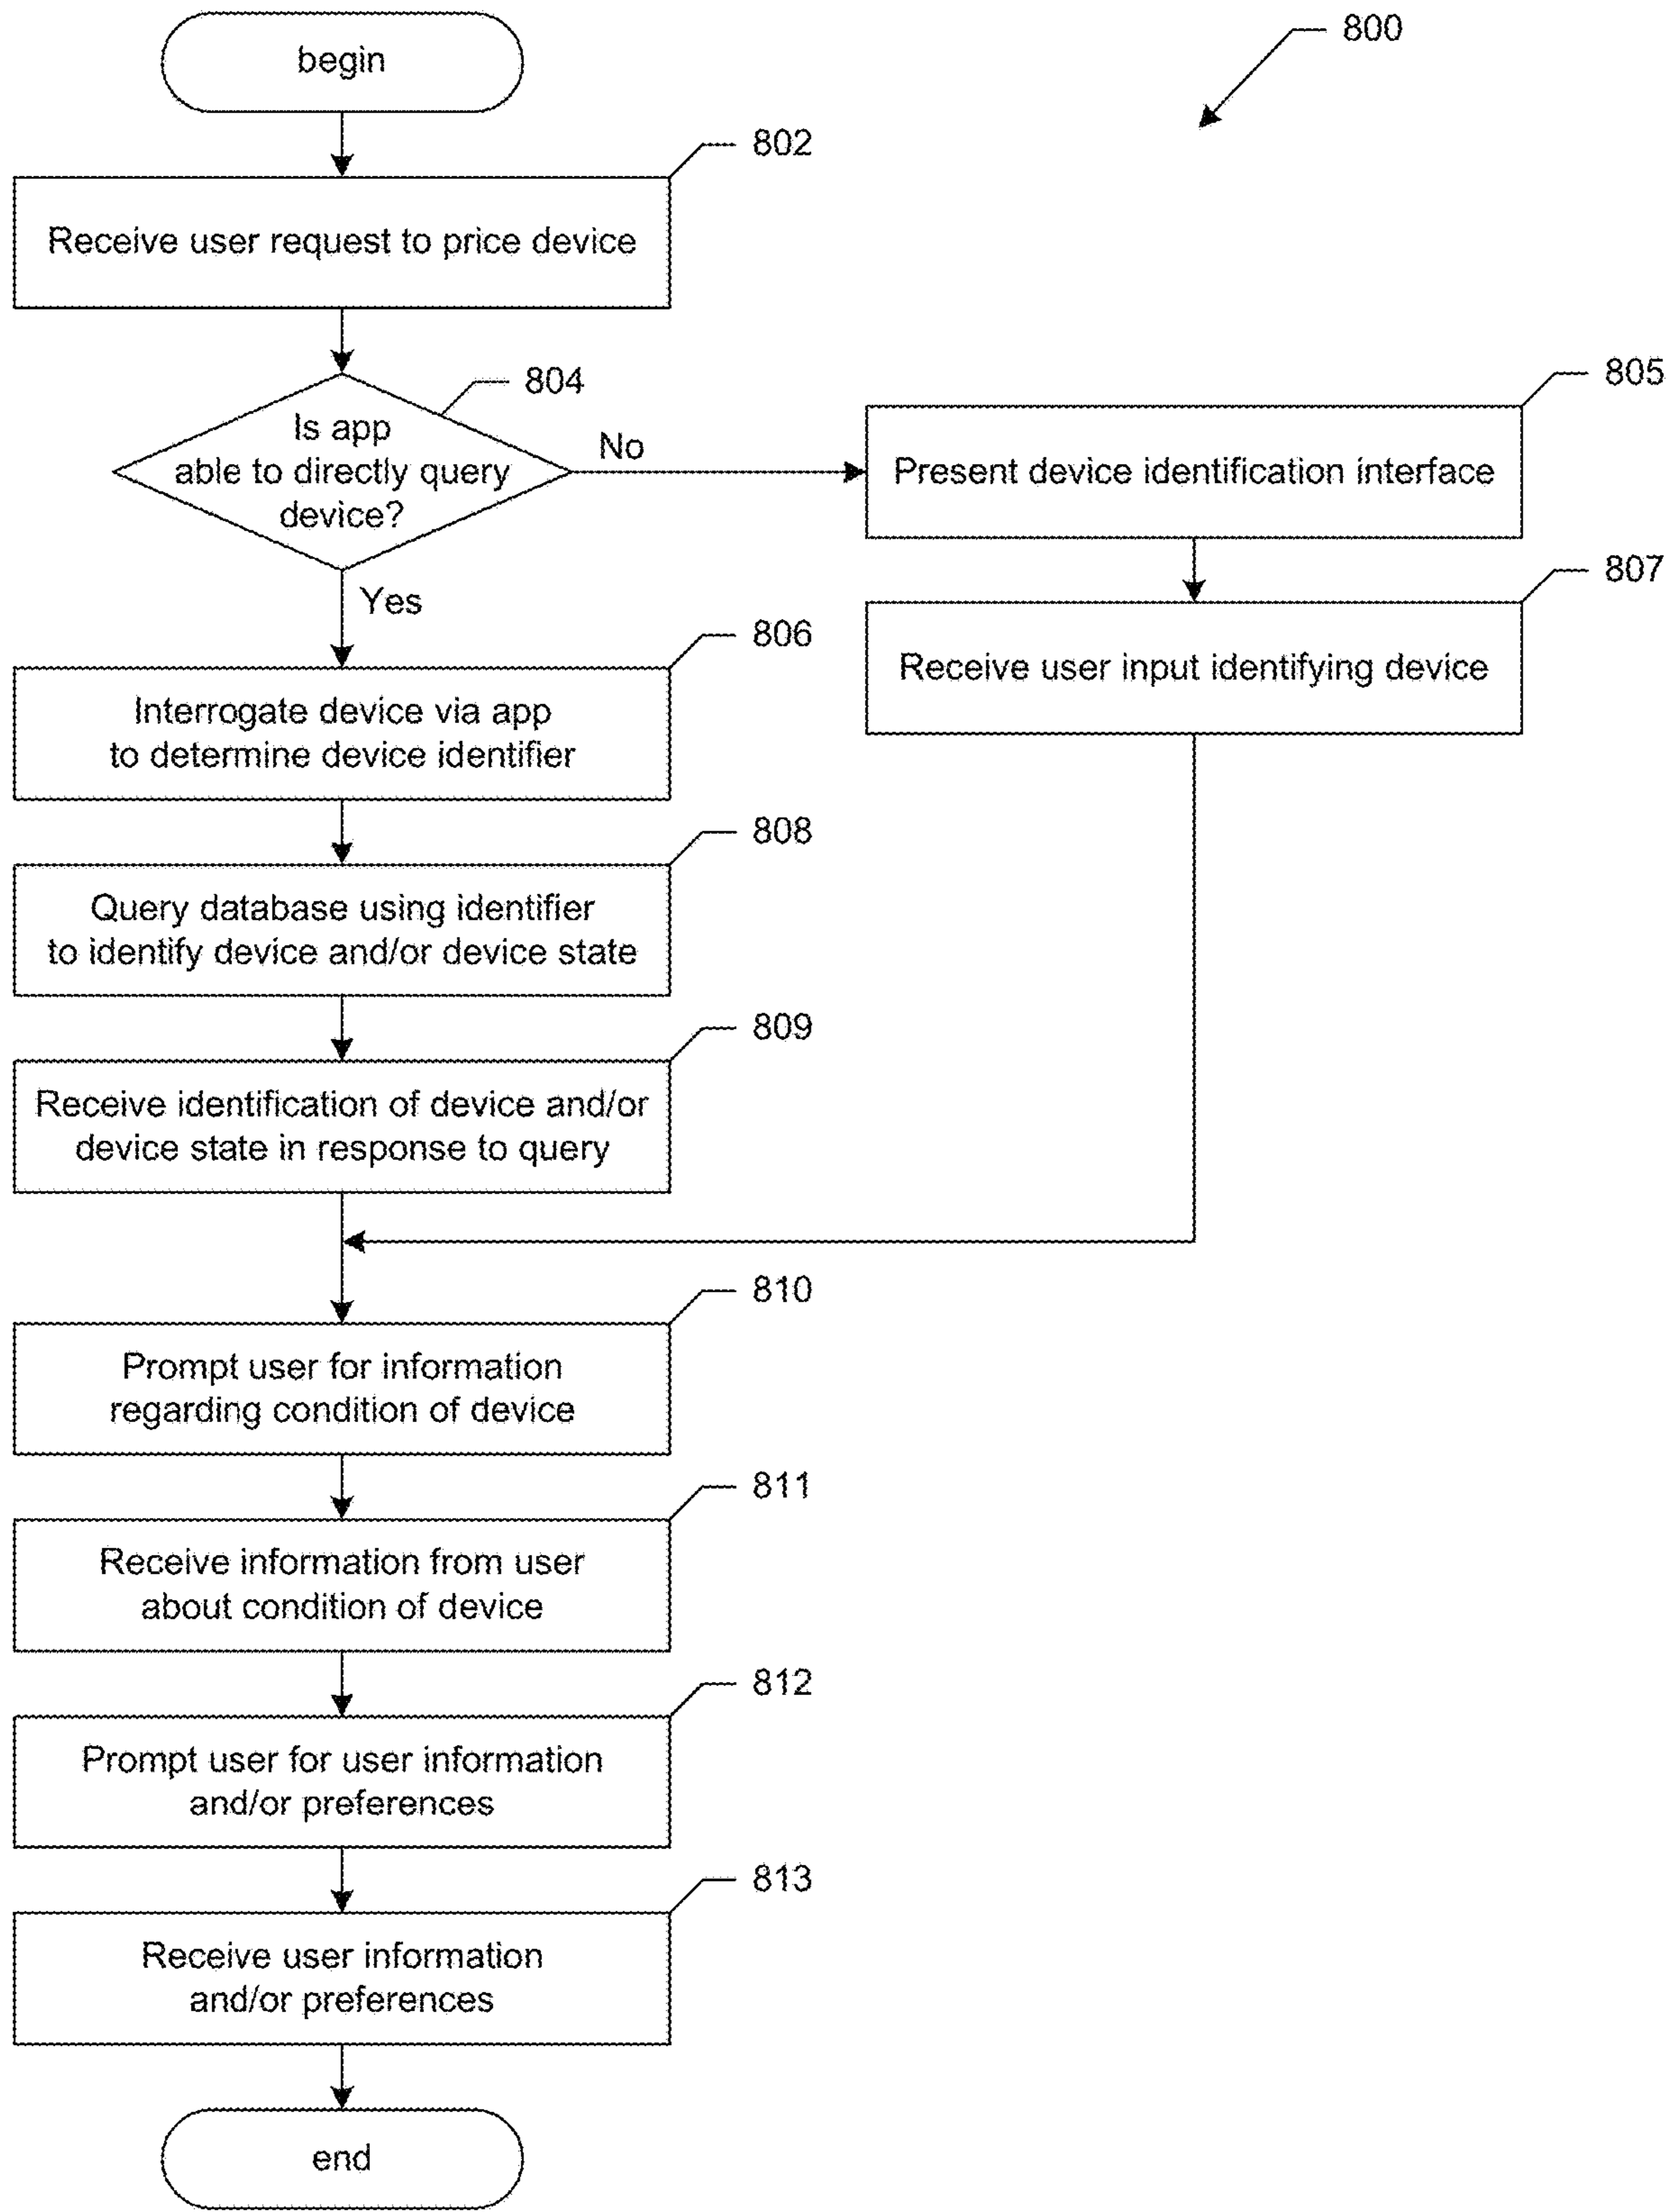 begin
800
802
Receive user request to price device
804
Is app
able to directly query
device?
No
Yes
805
Present device identification interface
807
Receive user input identifying device
806
Interrogate device via app
to determine device identifier
808
Query database using identifier
to identify device and/or device state
809
Receive identification of device and/or
device state in response to query
810
Prompt user for information
regarding condition of device
811
Receive information from user
about condition of device
812
Prompt user for user information
and/or preferences
813
Receive user information
and/or preferences
end